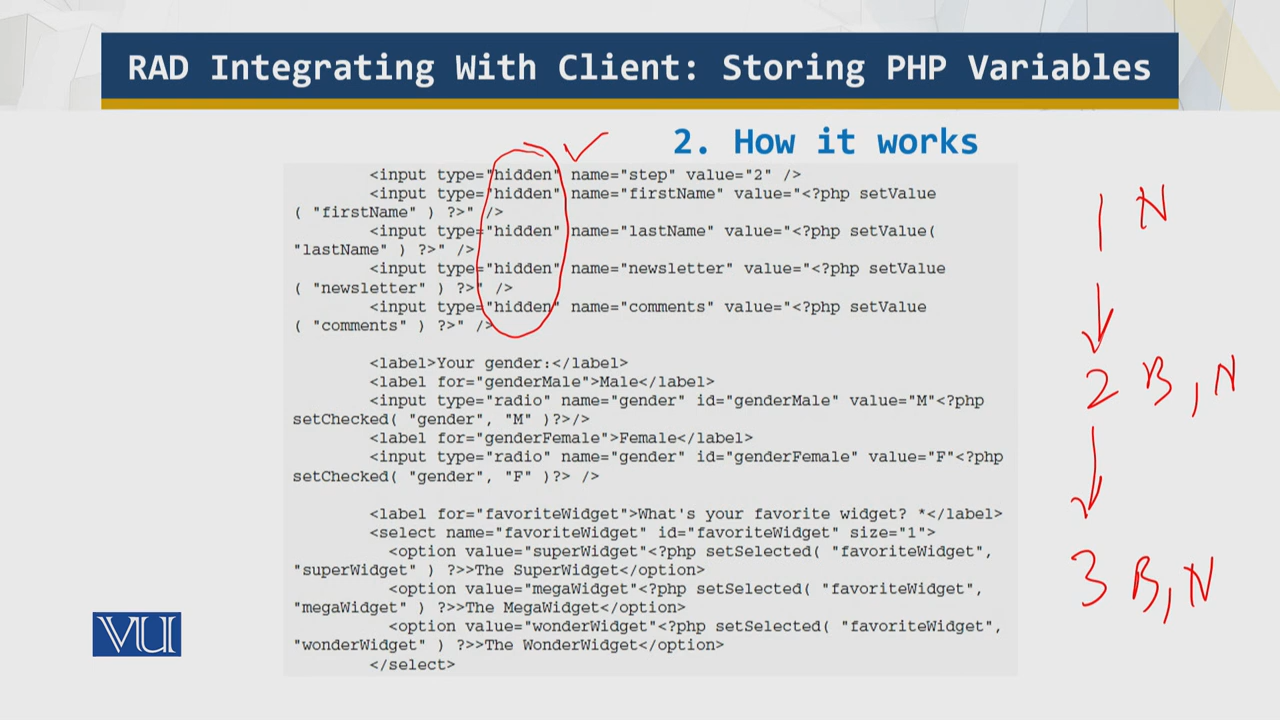 RAD Integrating With Client: Storing PHP Variables
2. How it works
<input type="hidden" name="step" value="2" />
<input type="hidden" name="firstName" value="<?php setValue
( "firstName" ) ?>" />
<input type="hidden" name="lastName" value="<?php setValue(
"lastName" ) ?>" />
<input type="hidden" name="newsletter" value="<?php setValue
( "newsletter" ) ?>" />
<input type="hidden" name="comments" value="<?php setValue
( "comments" ) ?>" />
<label>Your gender:</label>
<label for="genderMale">Male</label>
<input type="radio" name="gender" id="genderMale" value="M"<?php
setChecked( "gender", "M" )?>/>
<label for="genderFemale">Female</label>
<input type="radio" name="gender" id="genderFemale" value="F"<?php
setChecked( "gender", "F" )?> />
<label for="favoriteWidget">What's your favorite widget? *</label>
<select name="favoriteWidget" id="favoriteWidget" size="1">
<option value="superWidget"<?php setSelected( "favoriteWidget",
"superWidget" ) ?>>The SuperWidget</option>
<option value="megaWidget"<?php setSelected( "favoriteWidget",
"megaWidget" ) ?>>The MegaWidget</option>
<option value="wonderWidget"<?php setSelected( "favoriteWidget",
"wonderWidget" ) ?>>The WonderWidget</option>
</select>
1 N
2 B, N
3 B, N
VU